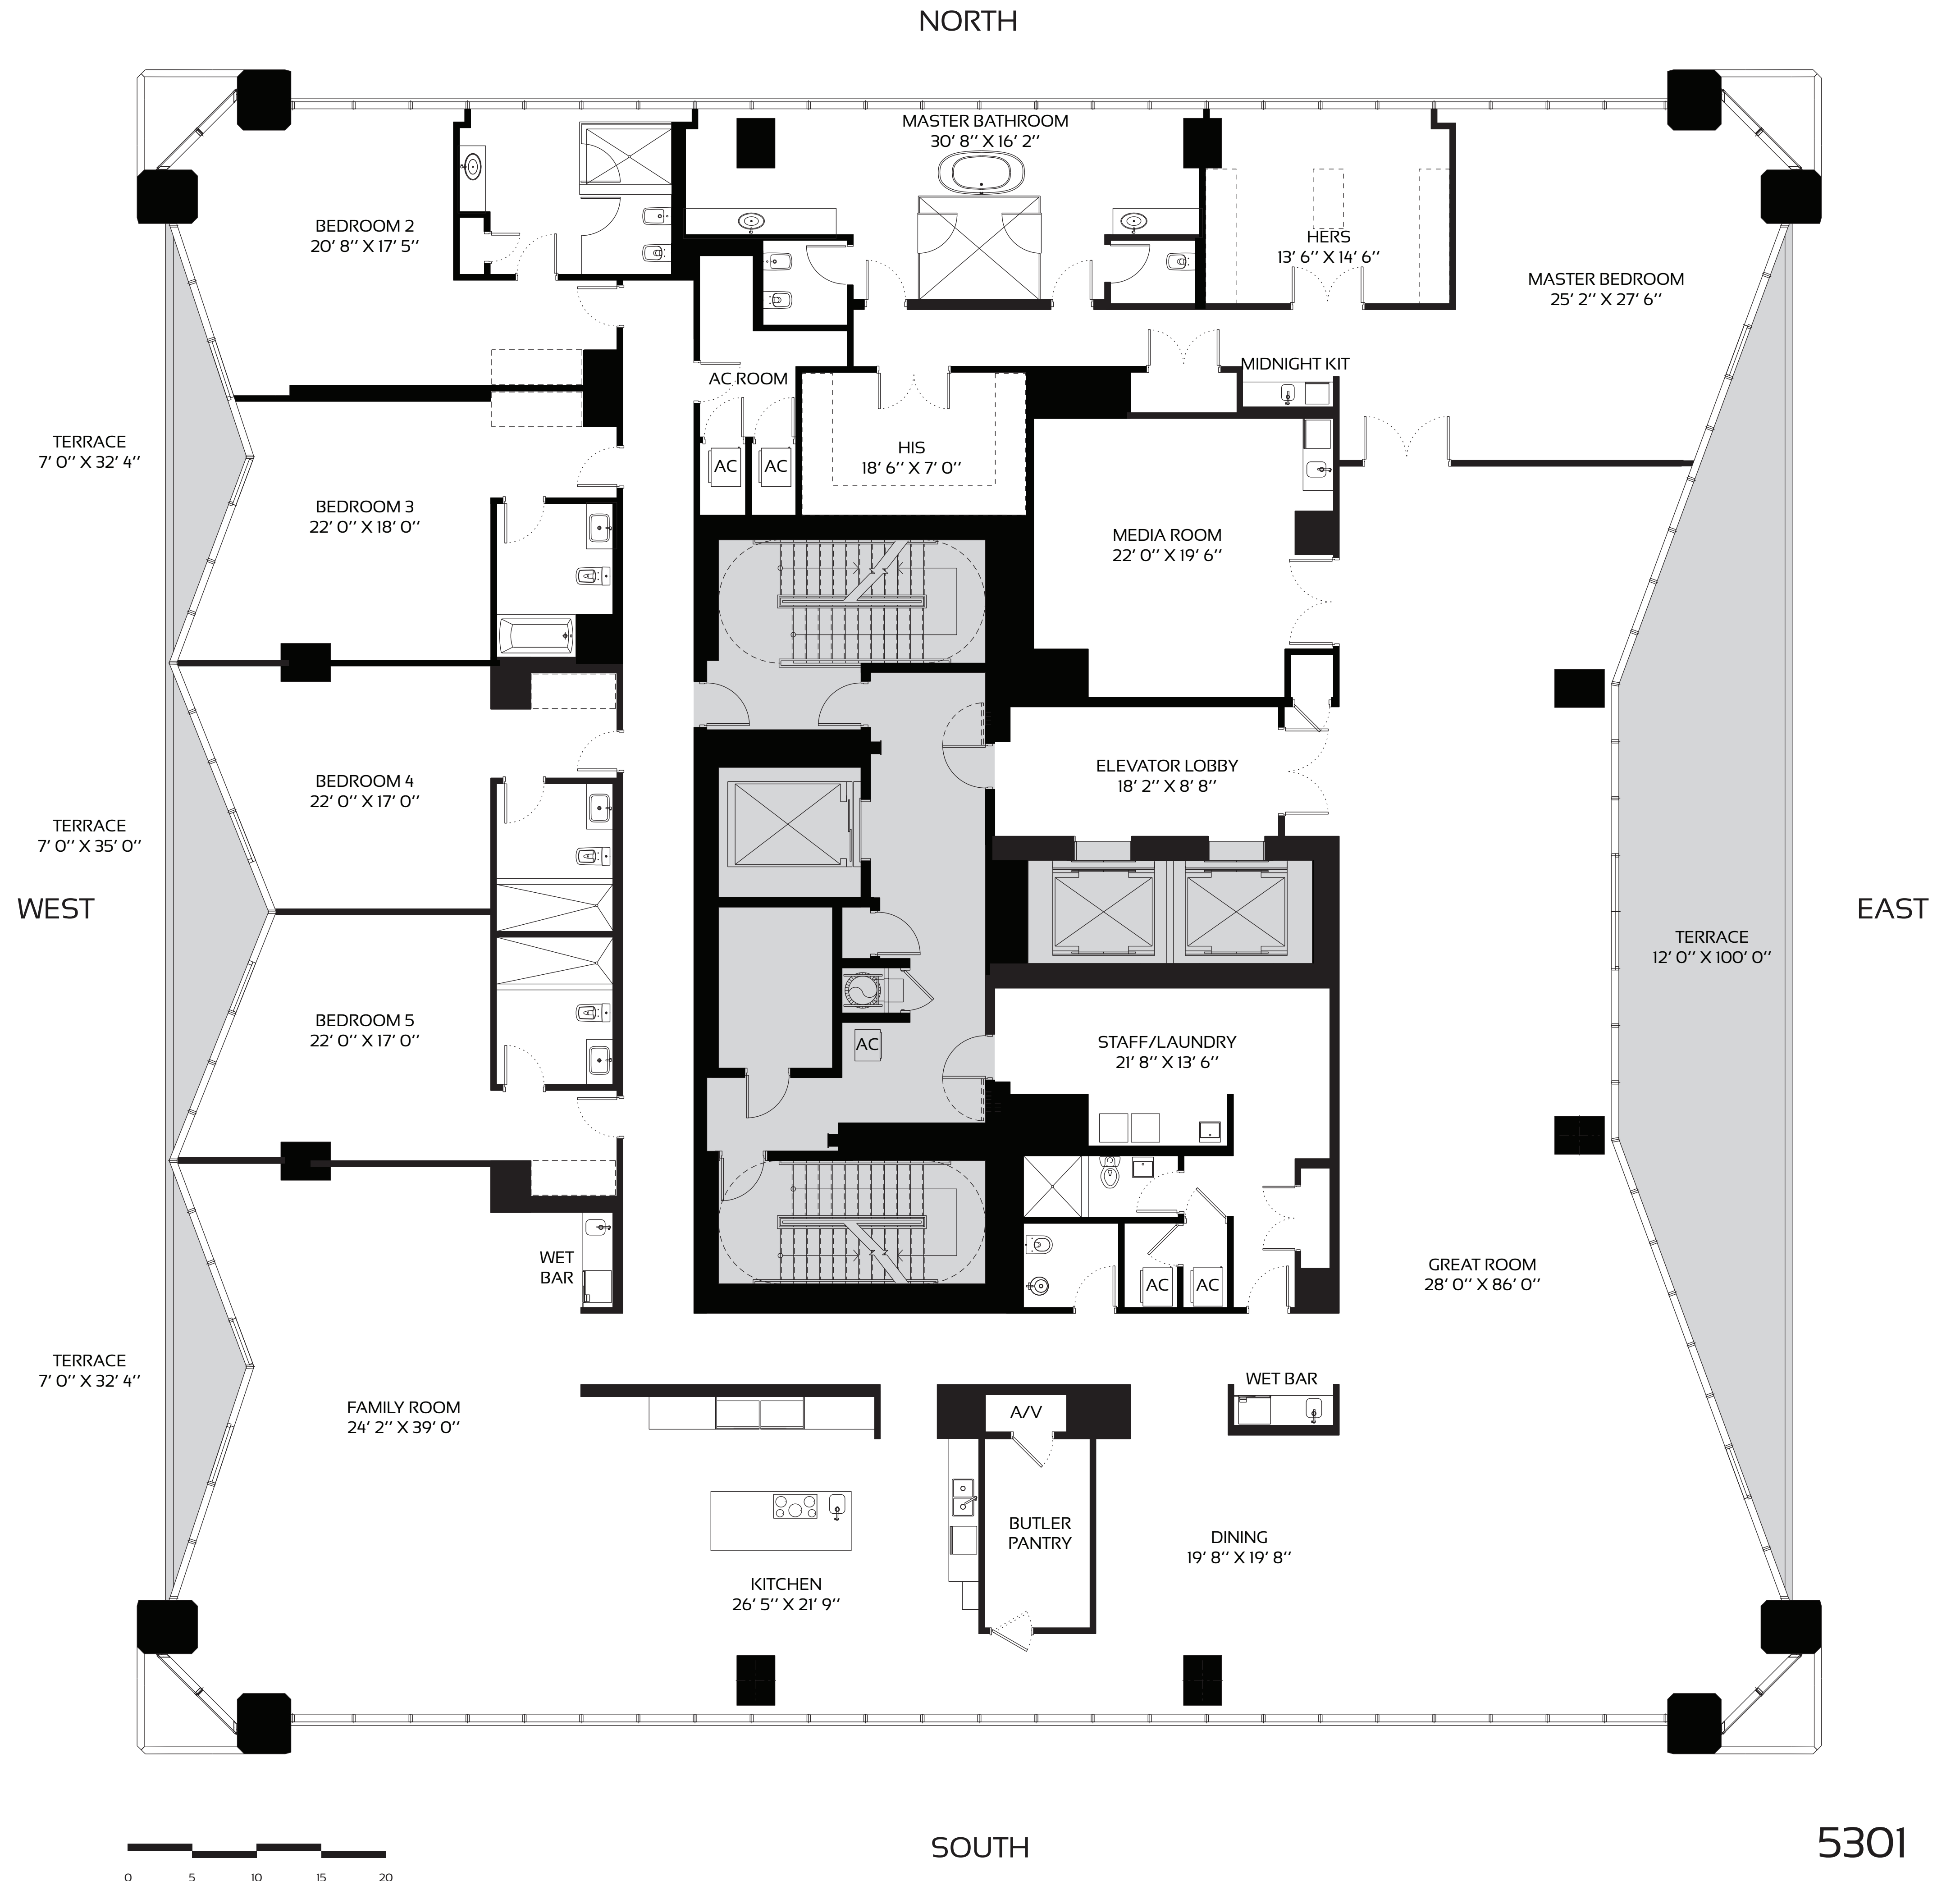 NORTH
MASTER BATHROOM
30' 8'' X 16' 2''
BEDROOM 2
20' 8'' X 17' 5''
HERS
13' 6'' X 14' 6''
MASTER BEDROOM
25' 2'' X 27' 6''
MIDNIGHT KIT
AC ROOM
TERRACE
7' 0'' X 32' 4''
HIS
18' 6'' X 7' 0''
AC
AC
BEDROOM 3
22' 0'' X 18' 0''
MEDIA ROOM
22' 0'' X 19' 6''
ELEVATOR LOBBY
18' 2'' X 8' 8''
BEDROOM 4
22' 0'' X 17' 0''
TERRACE
7' 0'' X 35' 0''
WEST
EAST
TERRACE
12' 0'' X 100' 0''
BEDROOM 5
22' 0'' X 17' 0''
AC
STAFF/LAUNDRY
21' 8'' X 13' 6''
WET
BAR
AC
AC
GREAT ROOM
28' 0'' X 86' 0''
TERRACE
7' 0'' X 32' 4''
WET BAR
FAMILY ROOM
24' 2'' X 39' 0''
A/V
BUTLER
PANTRY
DINING
19' 8'' X 19' 8''
KITCHEN
26' 5'' X 21' 9''
SOUTH
5301
0 5 10 15 20